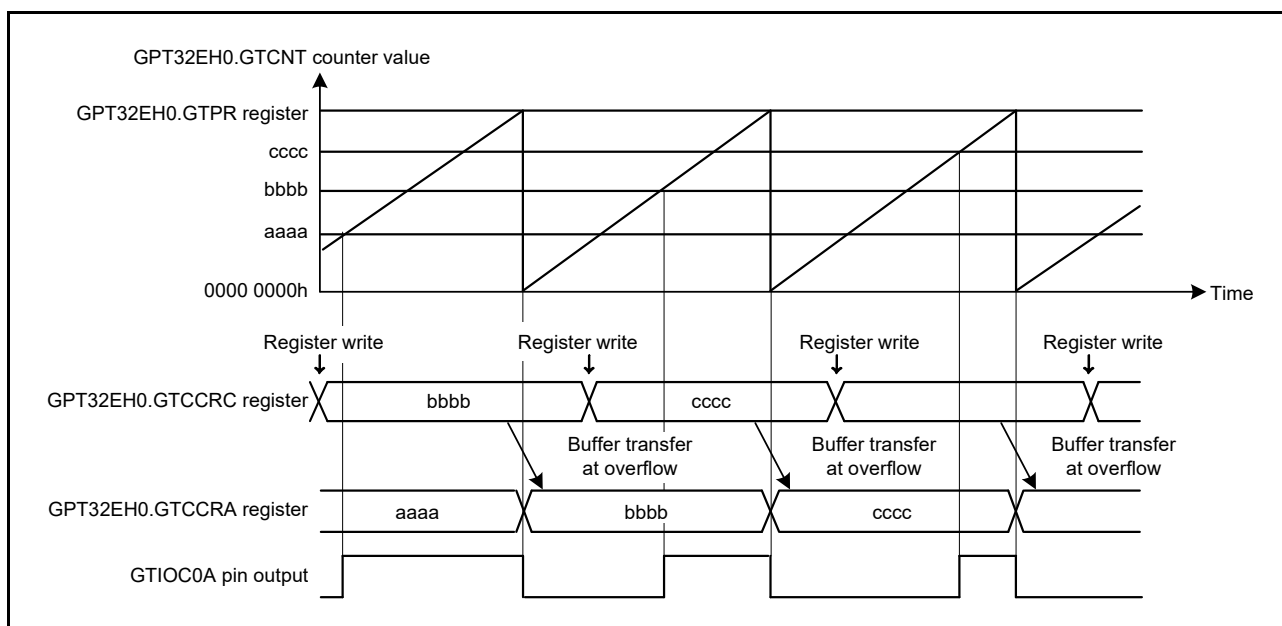 GPT32EH0.GTCNT counter value
GPT32EH0.GTPR register
cccc
bbbb
aaaa
0000 0000h
Time
Register write Register write Register write Register write
GPT32EH0.GTCCRC register bbbb cccc
Buffer transfer at overflow
Buffer transfer at overflow
Buffer transfer at overflow
GPT32EH0.GTCCRA register aaaa bbbb cccc
GTIOC0A pin output